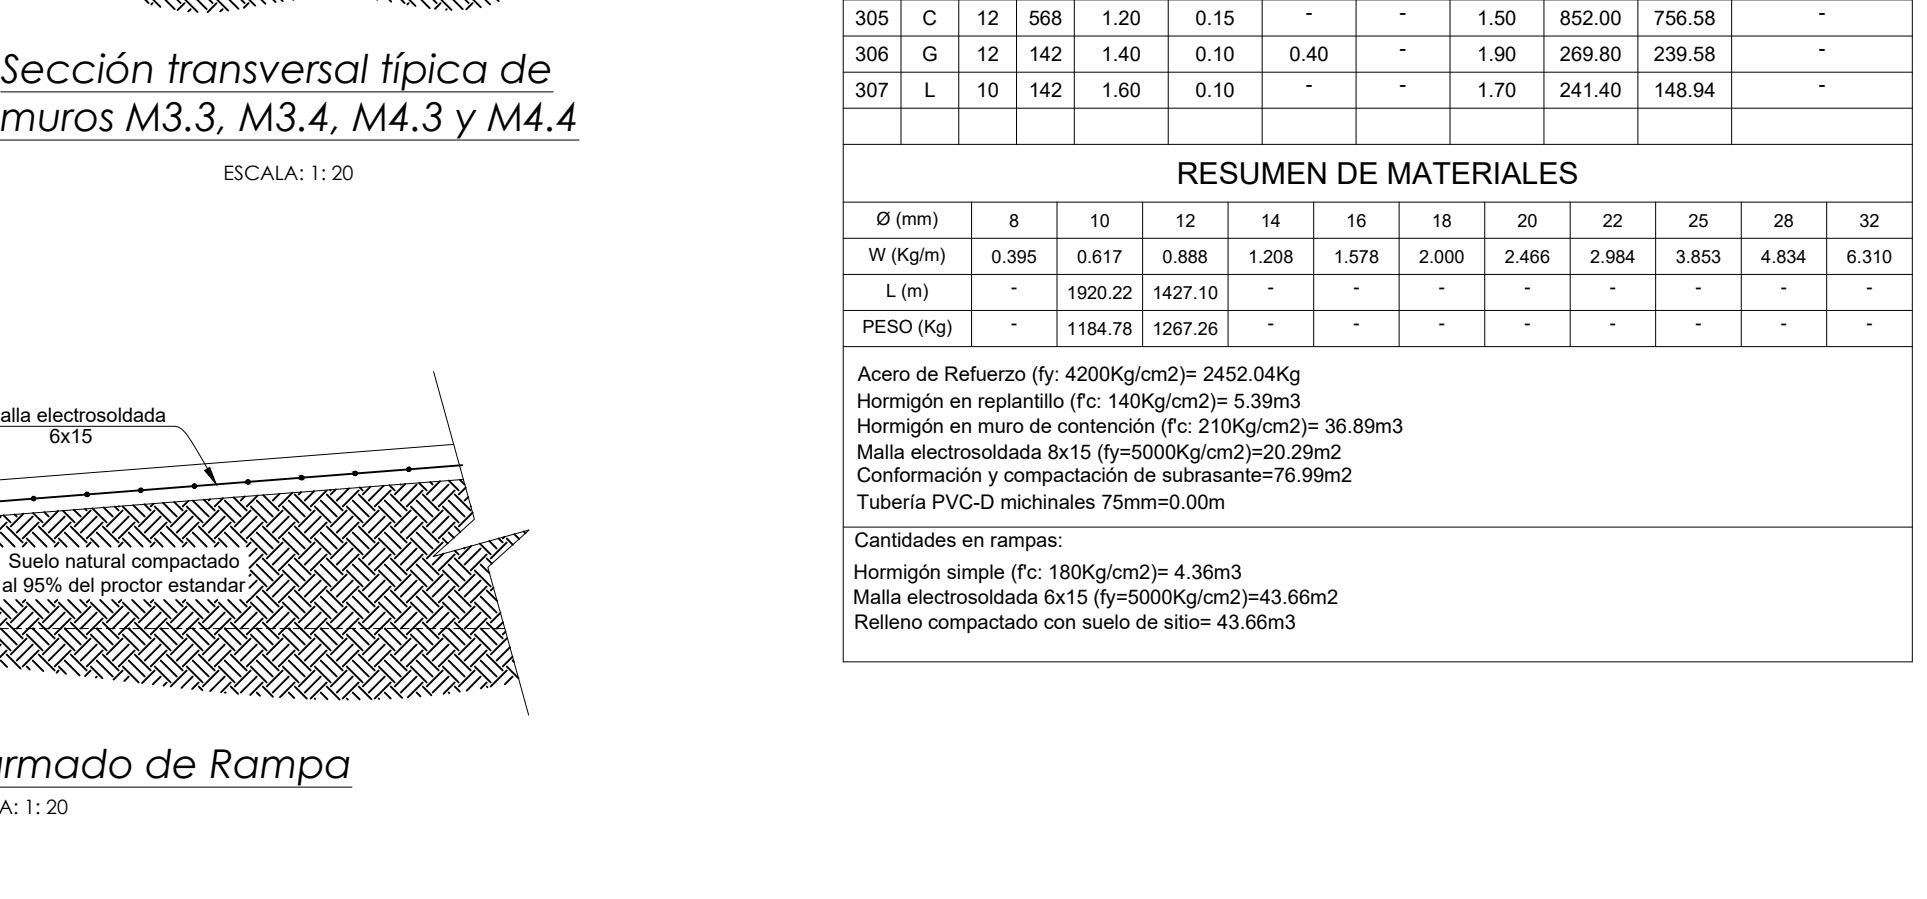 Sección transversal típica de
muros M3.3, M3.4, M4.3 y M4.4
ESCALA: 1: 20
alla electrosoldada
6x15
Suelo natural compactado
al 95% del proctor estandar
rmado de Rampa
A: 1: 20
305 C 12 568 1.20 0.15 - - 1.50 852.00 756.58 -
306 G 12 142 1.40 0.10 0.40 - 1.90 269.80 239.58 -
307 L 10 142 1.60 0.10 - - 1.70 241.40 148.94 -
RESUMEN DE MATERIALES
Ø (mm) 8 10 12 14 16 18 20 22 25 28 32
W (Kg/m) 0.395 0.617 0.888 1.208 1.578 2.000 2.466 2.984 3.853 4.834 6.310
L (m) - 1920.22 1427.10 - - - - - - - -
PESO (Kg) - 1184.78 1267.26 - - - - - - - -
Acero de Refuerzo (fy: 4200Kg/cm2)= 2452.04Kg
Hormigón en replantillo (f'c: 140Kg/cm2)= 5.39m3
Hormigón en muro de contención (f'c: 210Kg/cm2)= 36.89m3
Malla electrosoldada 8x15 (fy=5000Kg/cm2)=20.29m2
Conformación y compactación de subrasante=76.99m2
Tubería PVC-D michinales 75mm=0.00m
Cantidades en rampas:
Hormigón simple (f'c: 180Kg/cm2)= 4.36m3
Malla electrosoldada 6x15 (fy=5000Kg/cm2)=43.66m2
Relleno compactado con suelo de sitio= 43.66m3